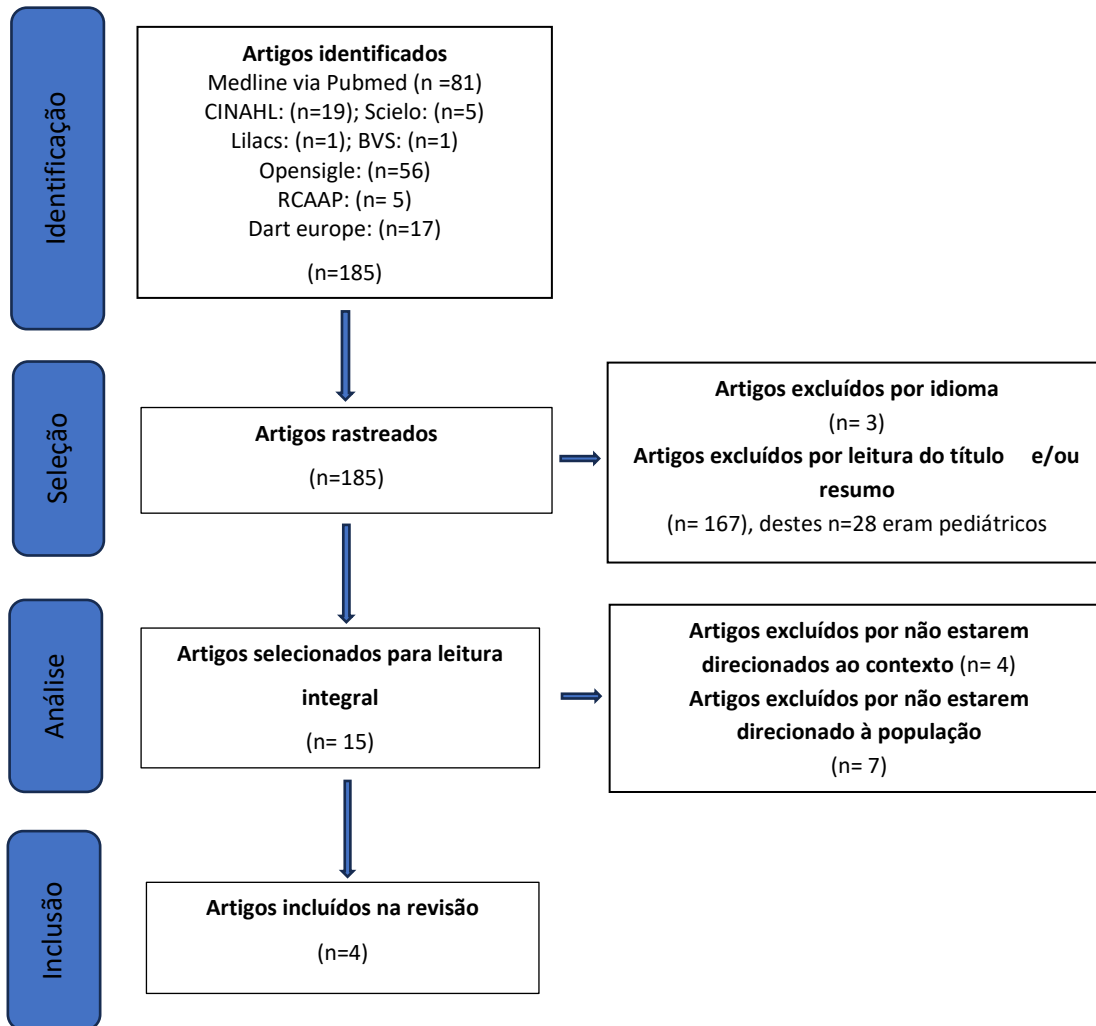 Identificação
Artigos identificados
Medline via Pubmed (n =81)
CINAHL: (n=19); Scielo: (n=5)
Lilacs: (n=1); BVS: (n=1)
Opensigle: (n=56)
RCAAP: (n= 5)
Dart europe: (n=17)
(n=185)
Seleção
Artigos rastreados
(n=185)
Artigos excluídos por idioma
(n= 3)
Artigos excluídos por leitura do título e/ou
resumo
(n= 167), destes n=28 eram pediátricos
Análise
Artigos selecionados para leitura
integral
(n= 15)
Artigos excluídos por não estarem
direcionados ao contexto (n= 4)
Artigos excluídos por não estarem
direcionado à população
(n= 7)
Inclusão
Artigos incluídos na revisão
(n=4)